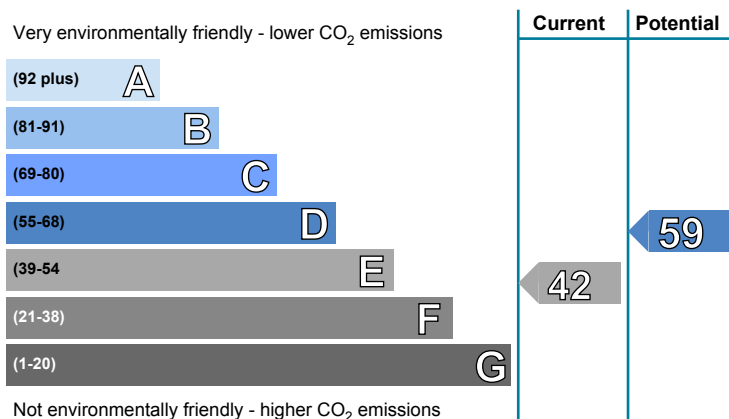 Very environmentally friendly - lower CO2 emissions
Current
Potential
(92 plus) A
(81-91) B
(69-80) C
(55-68) D
59
(39-54 E
42
(21-38) F
(1-20) G
Not environmentally friendly - higher CO2 emissions